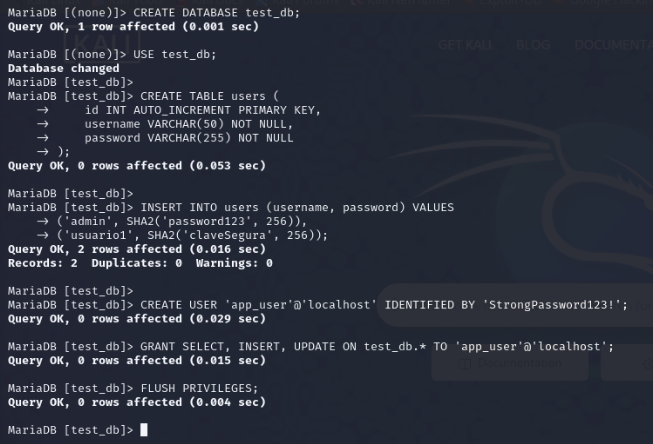 MariaDB [(none)]> CREATE DATABASE test_db;
Query OK, 1 row affected (0.001 sec)
MariaDB [(none)]> USE test_db;
Database changed
MariaDB [test_db]>
MariaDB [test_db]> CREATE TABLE users (
→ id INT AUTO_INCREMENT PRIMARY KEY,
→ username VARCHAR(50) NOT NULL,
→ password VARCHAR(255) NOT NULL
→ );
Query OK, 0 rows affected (0.053 sec)
MariaDB [test_db]>
MariaDB [test_db]> INSERT INTO users (username, password) VALUES
→ ('admin', SHA2('password123', 256)),
→ ('usuario1', SHA2('claveSegura', 256));
Query OK, 2 rows affected (0.016 sec)
Records: 2 Duplicates: 0 Warnings: 0
MariaDB [test_db]>
MariaDB [test_db]> CREATE USER 'app_user'@'localhost' IDENTIFIED BY 'StrongPassword123!';
Query OK, 0 rows affected (0.029 sec)
MariaDB [test_db]> GRANT SELECT, INSERT, UPDATE ON test_db.* TO 'app_user'@'localhost';
Query OK, 0 rows affected (0.015 sec)
MariaDB [test_db]> FLUSH PRIVILEGES;
Query OK, 0 rows affected (0.004 sec)
MariaDB [test_db]>
KALI
GET KALI BLOG DOCUMENTA
Documentation